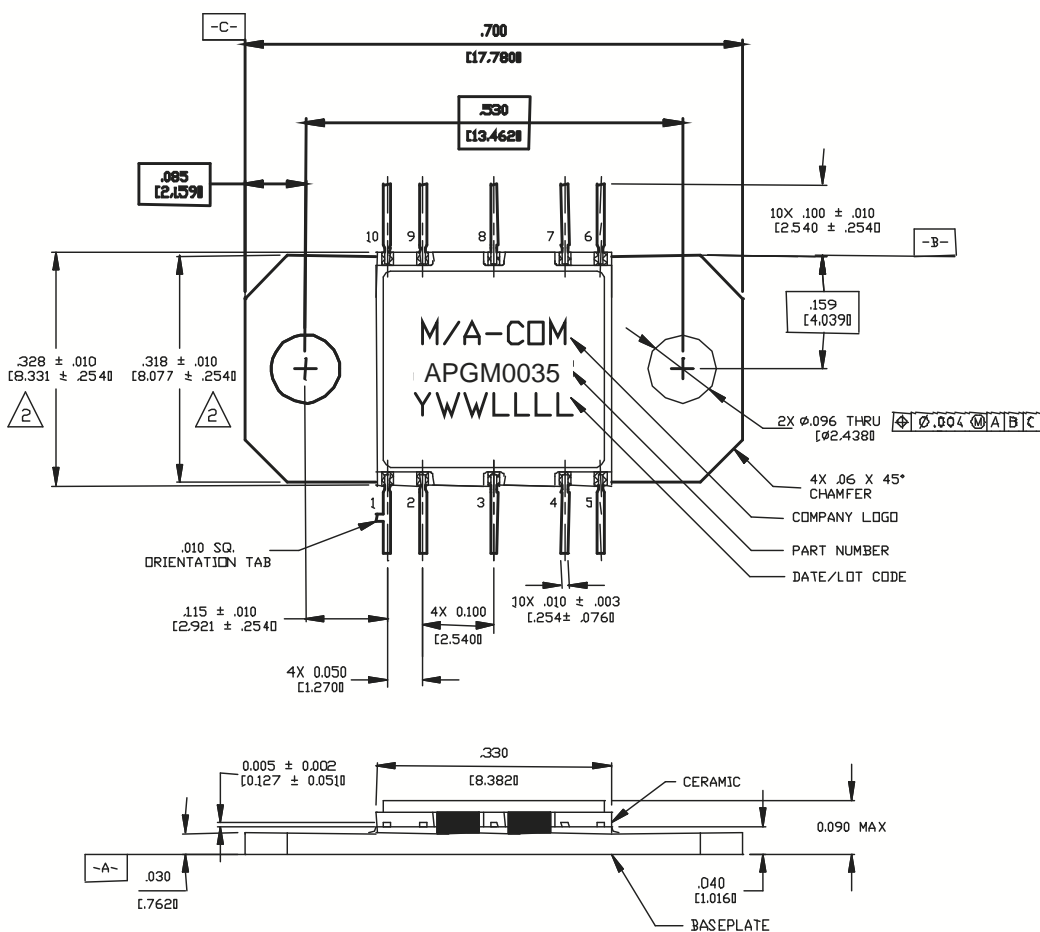 -C-
.700
[17.780]
.530
[13.462]
.085
[2.159]
10X .100 ± .010
[2.540 ± .254]
-B-
10 9 8 7 6
.159
[4.039]
M/A-COM
APGM0035
YWWLLLL
.328 ± .010
[8.331 ± .254]
2
.318 ± .010
[8.077 ± .254]
2
2X Ø.096 THRU
[Ø2.438]
⌖ Ø.004 Ⓜ A B C
4X .06 X 45°
CHAMFER
COMPANY LOGO
PART NUMBER
DATE/LOT CODE
1 2 3 4 5
.010 SQ.
ORIENTATION TAB
.115 ± .010
[2.921 ± .254]
4X 0.100
[2.540]
10X .010 ± .003
[.254± .076]
4X 0.050
[1.270]
0.005 ± 0.002
[0.127 ± 0.051]
.330
[8.382]
CERAMIC
0.090 MAX
-A-
.030
[.762]
.040
[1.016]
BASEPLATE